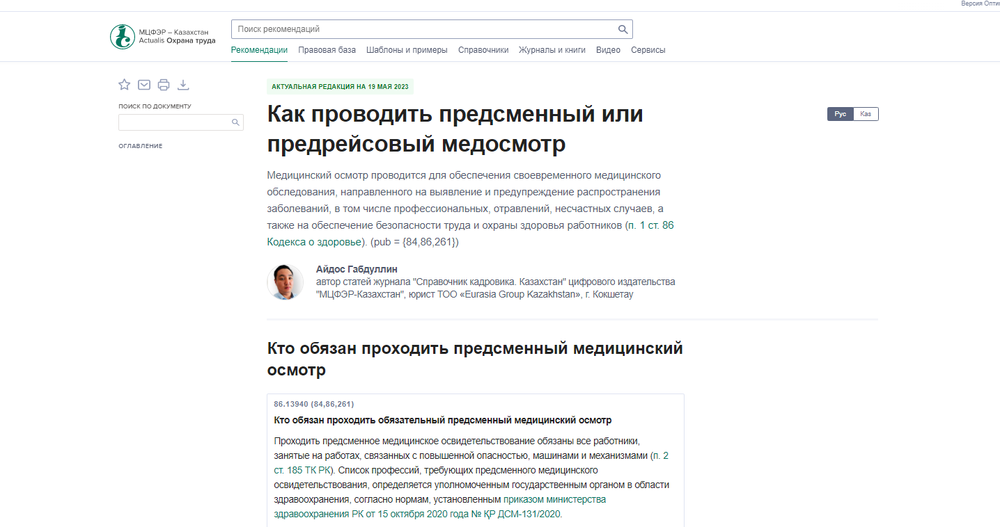 Версия
МЦФЭР – Казахстан
Actualis Охрана труда
Поиск рекомендаций
Рекомендации Правовая база Шаблоны и примеры Справочники Журналы и книги Видео Сервисы
ПОИСК ПО ДОКУМЕНТУ
ОГЛАВЛЕНИЕ
АКТУАЛЬНАЯ РЕДАКЦИЯ НА 19 МАЯ 2023
Как проводить предсменный или
предрейсовый медосмотр
Рус Каз
Медицинский осмотр проводится для обеспечения своевременного медицинского
обследования, направленного на выявление и предупреждение распространения
заболеваний, в том числе профессиональных, отравлений, несчастных случаев, а
также на обеспечение безопасности труда и охраны здоровья работников (п. 1 ст. 86
Кодекса о здоровье). (pub = {84,86,261})
Айдос Габдуллин
автор статей журнала "Справочник кадровика. Казахстан" цифрового издательства
"МЦФЭР-Казахстан", юрист ТОО «Eurasia Group Kazakhstan», г. Кокшетау
Кто обязан проходить предсменный медицинский
осмотр
86.13940 (84,86,261)
Кто обязан проходить обязательный предсменный медицинский осмотр
Проходить предсменное медицинское освидетельствование обязаны все работники,
занятые на работах, связанных с повышенной опасностью, машинами и механизмами (п. 2
ст. 185 ТК РК). Список профессий, требующих предсменного медицинского
освидетельствования, определяется уполномоченным государственным органом в области
здравоохранения, согласно нормам, установленным приказом министерства
здравоохранения РК от 15 октября 2020 года № ҚР ДСМ-131/2020.